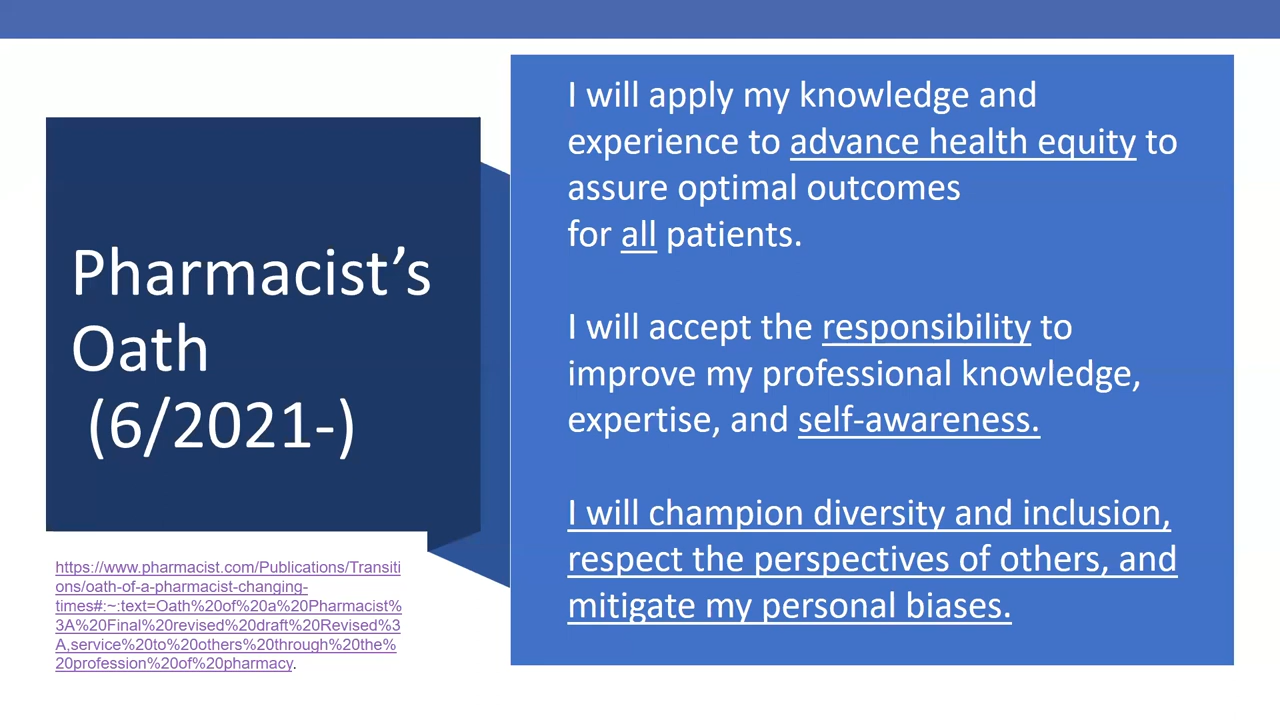 Pharmacist’s
Oath
(6/2021-)
https://www.pharmacist.com/Publications/Transiti
ons/oath-of-a-pharmacist-changing-
times#:~:text=Oath%20of%20a%20Pharmacist%
3A%20Final%20revised%20draft%20Revised%3
A,service%20to%20others%20through%20the%
20profession%20of%20pharmacy.
I will apply my knowledge and
experience to advance health equity to
assure optimal outcomes
for all patients.
I will accept the responsibility to
improve my professional knowledge,
expertise, and self-awareness.
I will champion diversity and inclusion,
respect the perspectives of others, and
mitigate my personal biases.